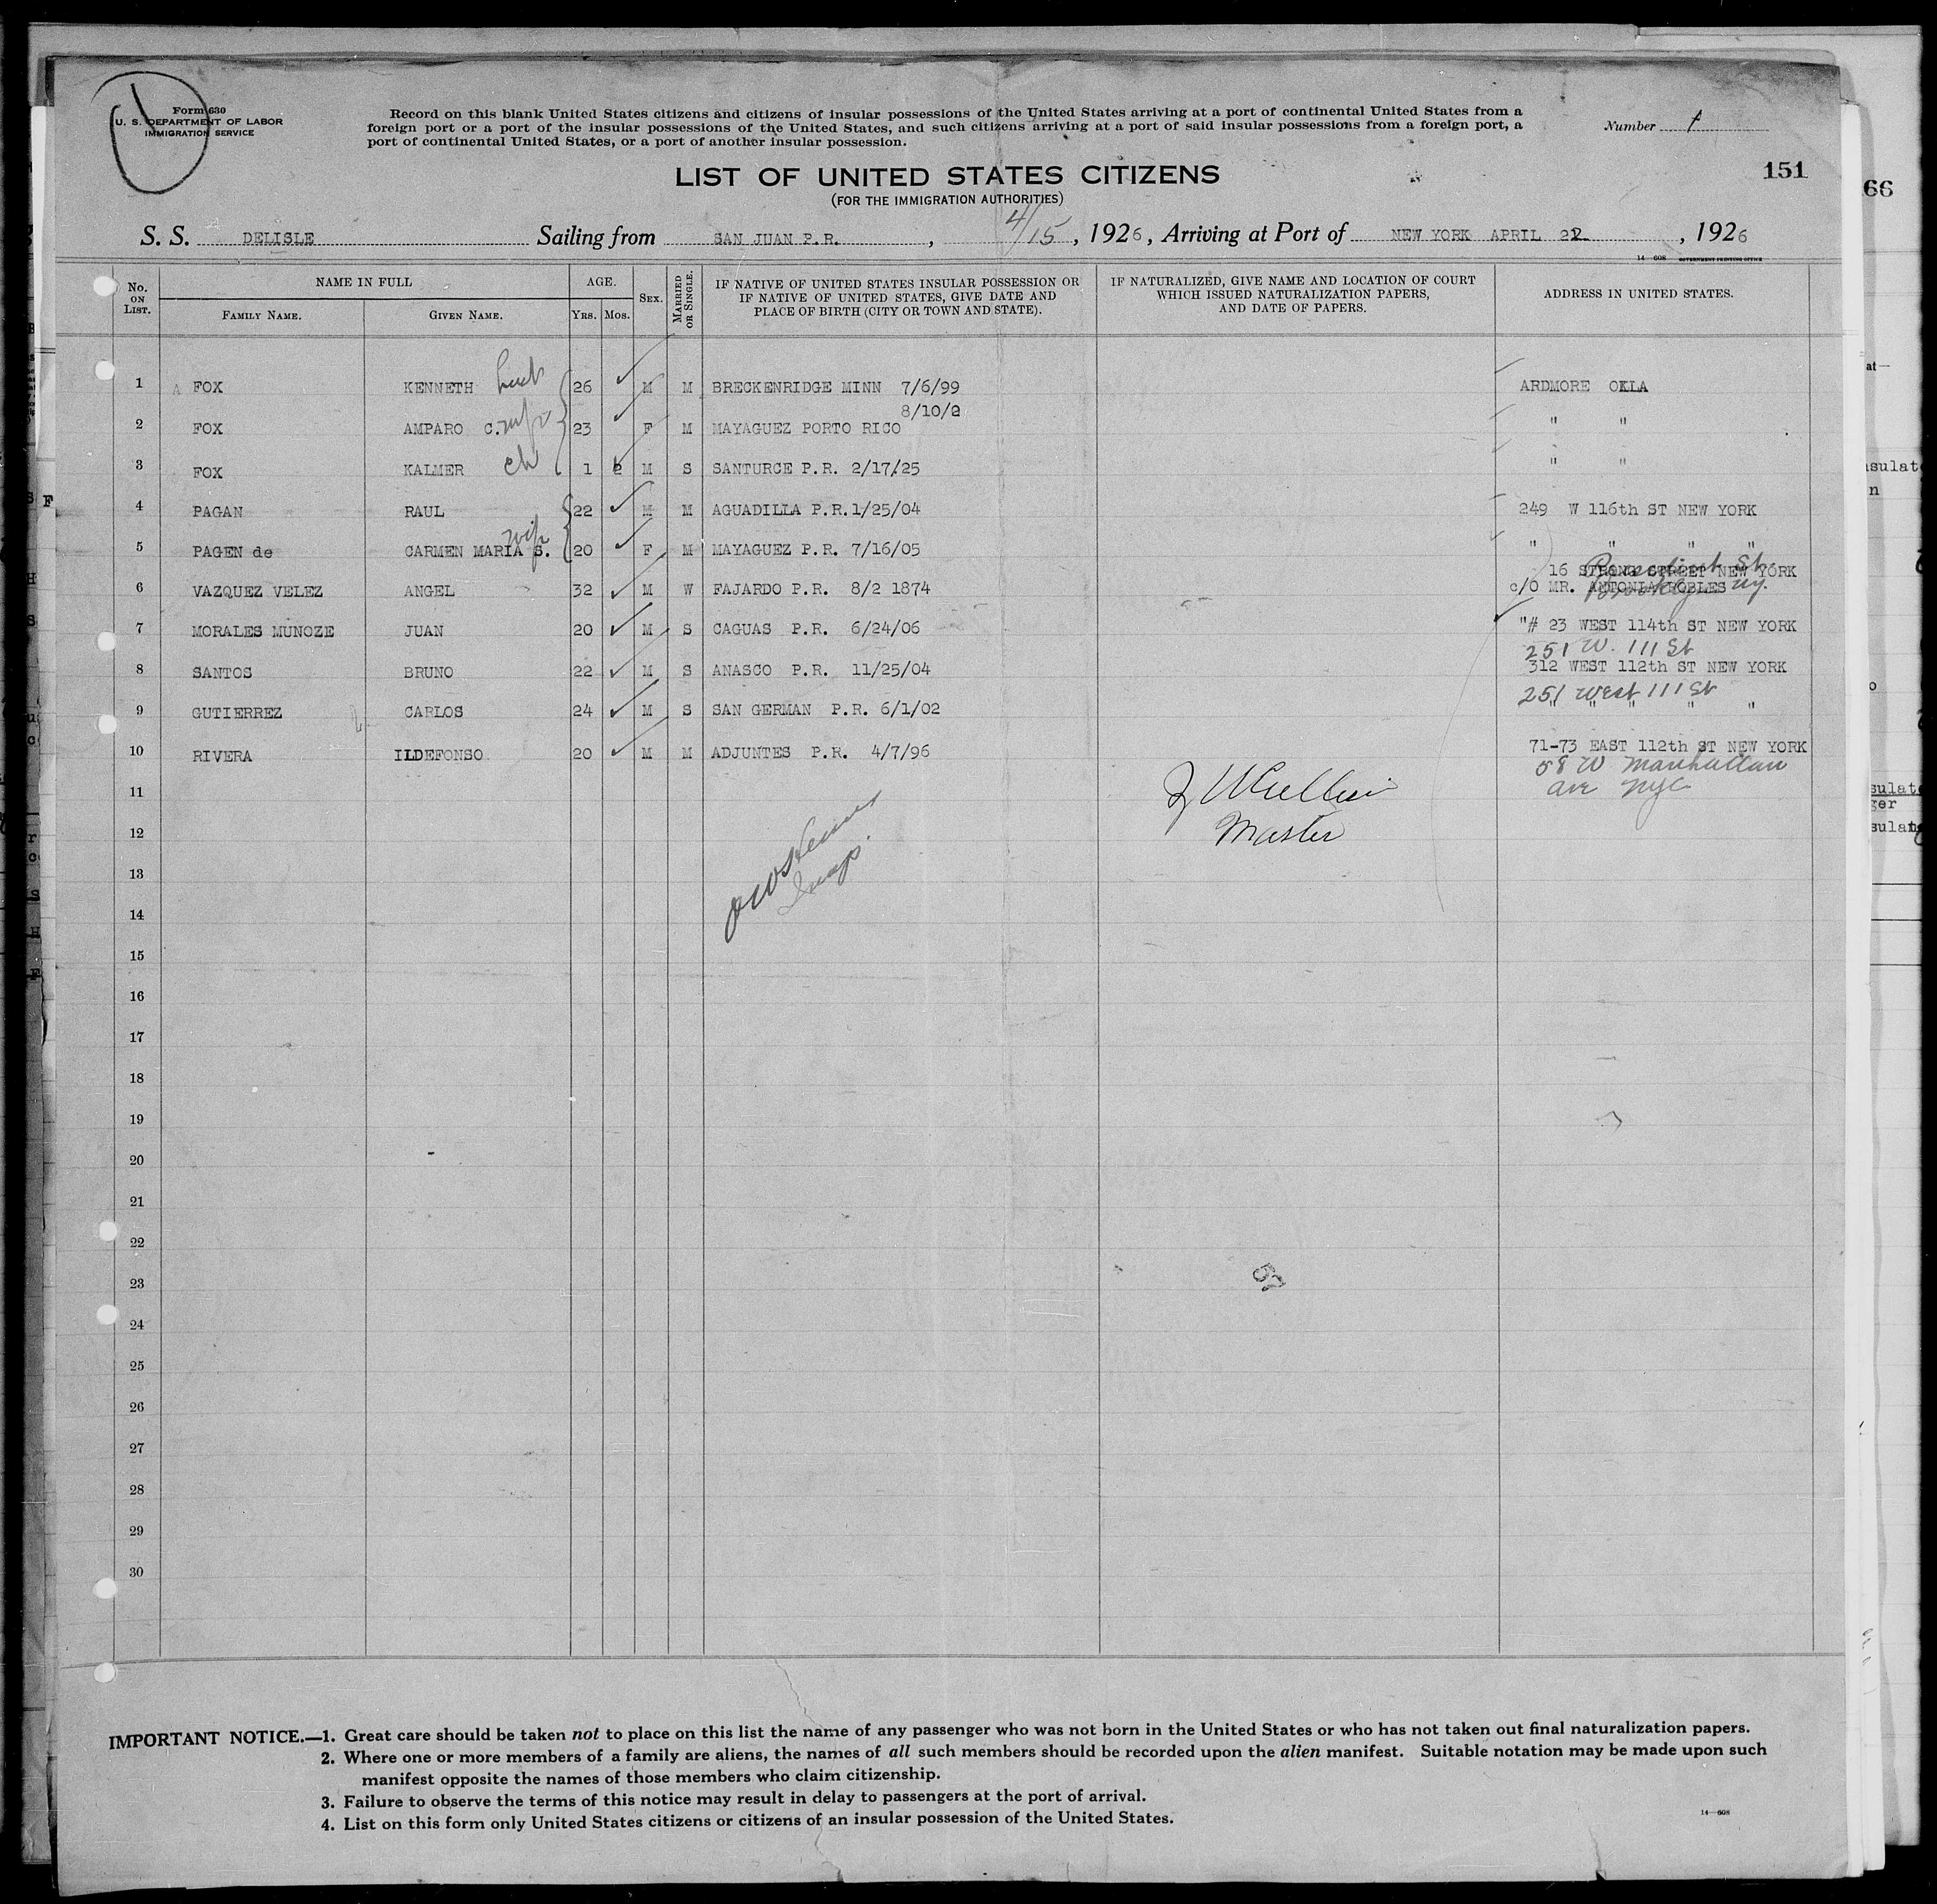 Form 630
U. S. DEPARTMENT OF LABOR
IMMIGRATION SERVICE
Record on this blank United States citizens and citizens of insular possessions of the United States arriving at a port of continental United States from a
foreign port or a port of the insular possessions of the United States, and such citizens arriving at a port of said insular possessions from a foreign port, a
port of continental United States, or a port of another insular possession.
Number 1
151
66
LIST OF UNITED STATES CITIZENS
(FOR THE IMMIGRATION AUTHORITIES)
S. S. DELISLE Sailing from SAN JUAN P.R. , 4/15 , 1926, Arriving at Port of NEW YORK APRIL 22 , 1926
14—608 GOVERNMENT PRINTING OFFICE
No. ON LIST. NAME IN FULL AGE. SEX. MARRIED OR SINGLE. IF NATIVE OF UNITED STATES INSULAR POSSESSION OR IF NATIVE OF UNITED STATES, GIVE DATE AND PLACE OF BIRTH (CITY OR TOWN AND STATE). IF NATURALIZED, GIVE NAME AND LOCATION OF COURT WHICH ISSUED NATURALIZATION PAPERS, AND DATE OF PAPERS. ADDRESS IN UNITED STATES.
FAMILY NAME. GIVEN NAME. YRS. MOS.
1 A FOX KENNETH 26 M M BRECKENRIDGE MINN 7/6/99 ARDMORE OKLA
8/10/2
2 FOX AMPARO C. wife 23 F M MAYAGUEZ PORTO RICO " "
3 FOX KALMER ch 1 2 M S SANTURCE P.R. 2/17/25 " "
4 PAGAN RAUL 22 M M AGUADILLA P.R. 1/25/04 249 W 116th ST NEW YORK
5 PAGEN de CARMEN MARIA S. wife 20 F M MAYAGUEZ P.R. 7/16/05 " " " "
16 STRONG STREET NEW YORK
6 VAZQUEZ VELEZ ANGEL 32 M W FAJARDO P.R. 8/2 1874 c/O MR. ANTONIA ROBLES
Brooklyn NY.
7 MORALES MUNOZE JUAN 20 M S CAGUAS P.R. 6/24/06 "# 23 WEST 114th ST NEW YORK
251 W. 111 St
8 SANTOS BRUNO 22 M S ANASCO P.R. 11/25/04 312 WEST 112th ST NEW YORK
251 West 111 St
9 GUTIERREZ CARLOS 24 M S SAN GERMAN P.R. 6/1/02 " " " " "
10 RIVERA ILDEFONSO 20 M M ADJUNTES P.R. 4/7/96 71-73 EAST 112th ST NEW YORK
58 W Manhattan
ave NYC
11
Master
12
Insp.
13
14
15
16
17
18
19
20
21
22
23
24
25
26
27
28
29
30
IMPORTANT NOTICE.—1. Great care should be taken not to place on this list the name of any passenger who was not born in the United States or who has not taken out final naturalization papers.
2. Where one or more members of a family are aliens, the names of all such members should be recorded upon the alien manifest. Suitable notation may be made upon such
manifest opposite the names of those members who claim citizenship.
3. Failure to observe the terms of this notice may result in delay to passengers at the port of arrival.
4. List on this form only United States citizens or citizens of an insular possession of the United States.
14—608